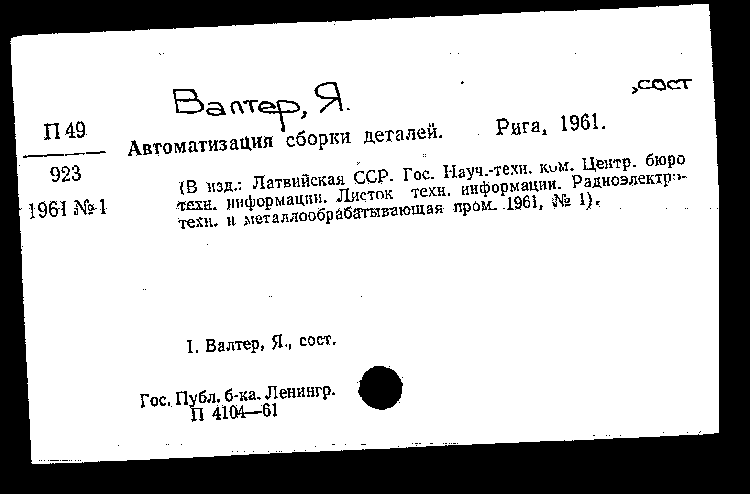 Валтер, Я.
,сост
П 49
923
1961 №1
Автоматизация сборки деталей. Рига, 1961.
(В изд.: Латвийская ССР. Гос. Науч.-техн. ком. Центр. бюро
техн. информации. Листок техн. информации. Радиоэлектро-
техн. и металлообрабатывающая пром. 1961, № 1).
I. Валтер, Я., сост.
Гос. Публ. б-ка. Ленингр.
П 4104—61